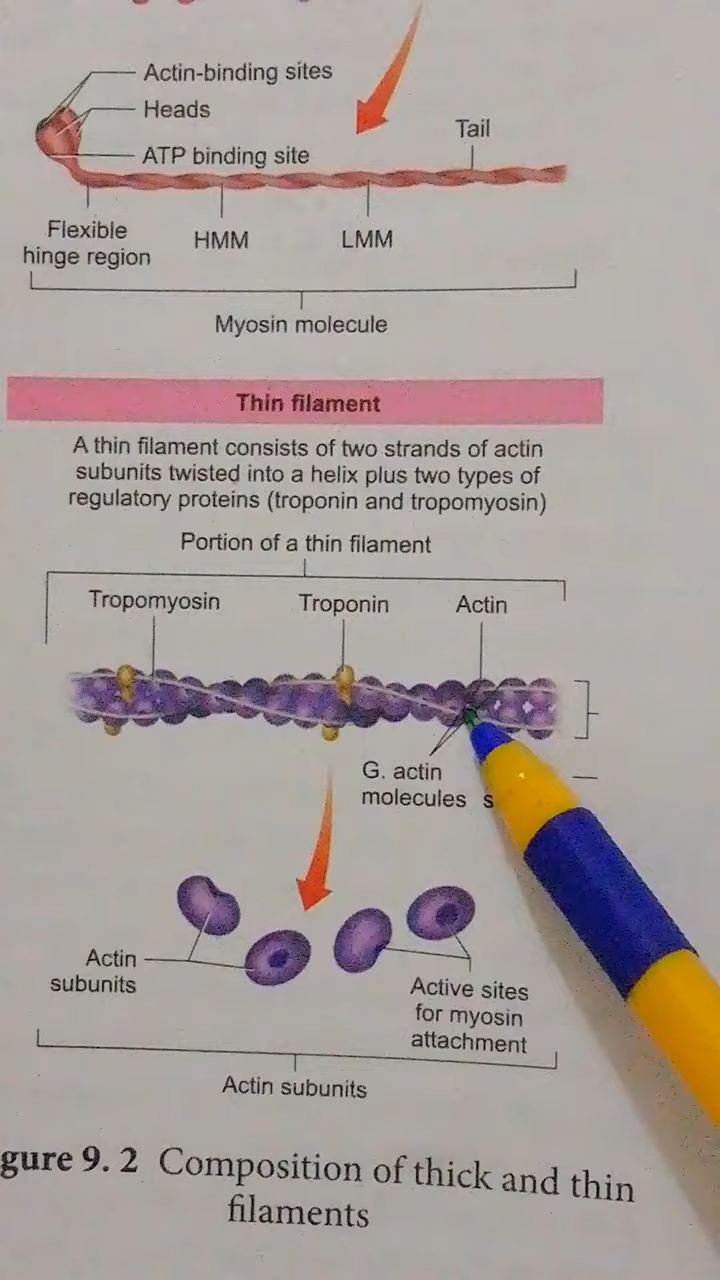 Actin-binding sites
Heads
ATP binding site
Tail
Flexible
hinge region
HMM
LMM
Myosin molecule
Thin filament
A thin filament consists of two strands of actin
subunits twisted into a helix plus two types of
regulatory proteins (troponin and tropomyosin)
Portion of a thin filament
Tropomyosin
Troponin
Actin
G. actin
molecules s
Actin
subunits
Active sites
for myosin
attachment
Actin subunits
gure 9. 2 Composition of thick and thin
filaments